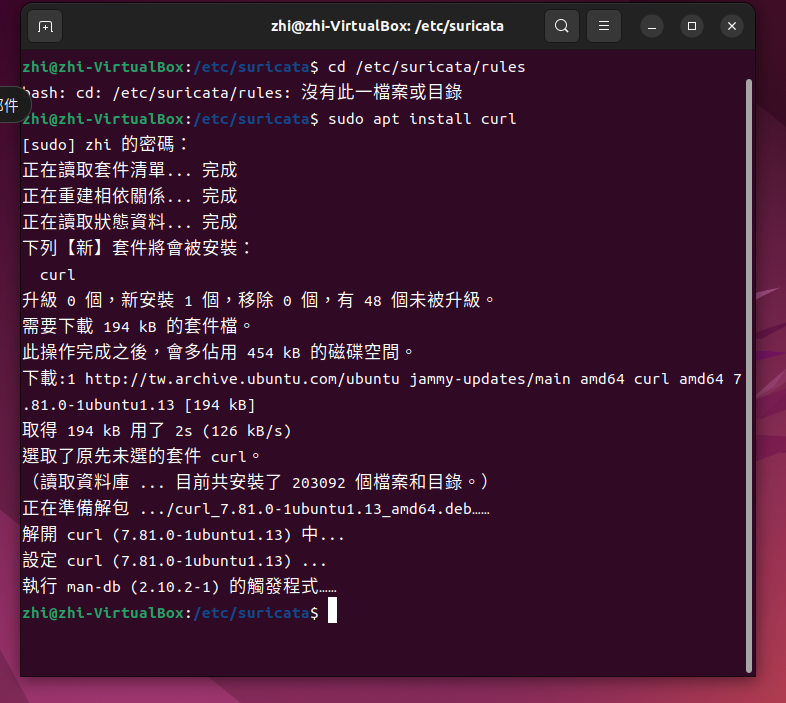 zhi@zhi-VirtualBox: /etc/suricata
zhi@zhi-VirtualBox:/etc/suricata$ cd /etc/suricata/rules
bash: cd: /etc/suricata/rules: 沒有此一檔案或目錄
zhi@zhi-VirtualBox:/etc/suricata$ sudo apt install curl
[sudo] zhi 的密碼：
正在讀取套件清單... 完成
正在重建相依關係... 完成
正在讀取狀態資料... 完成
下列【新】套件將會被安裝：
  curl
升級 0 個，新安裝 1 個，移除 0 個，有 48 個未被升級。
需要下載 194 kB 的套件檔。
此操作完成之後，會多佔用 454 kB 的磁碟空間。
下載:1 http://tw.archive.ubuntu.com/ubuntu jammy-updates/main amd64 curl amd64 7
.81.0-1ubuntu1.13 [194 kB]
取得 194 kB 用了 2s (126 kB/s)
選取了原先未選的套件 curl。
（讀取資料庫 ... 目前共安裝了 203092 個檔案和目錄。）
正在準備解包 .../curl_7.81.0-1ubuntu1.13_amd64.deb……
解開 curl (7.81.0-1ubuntu1.13) 中...
設定 curl (7.81.0-1ubuntu1.13) ...
執行 man-db (2.10.2-1) 的觸發程式……
zhi@zhi-VirtualBox:/etc/suricata$